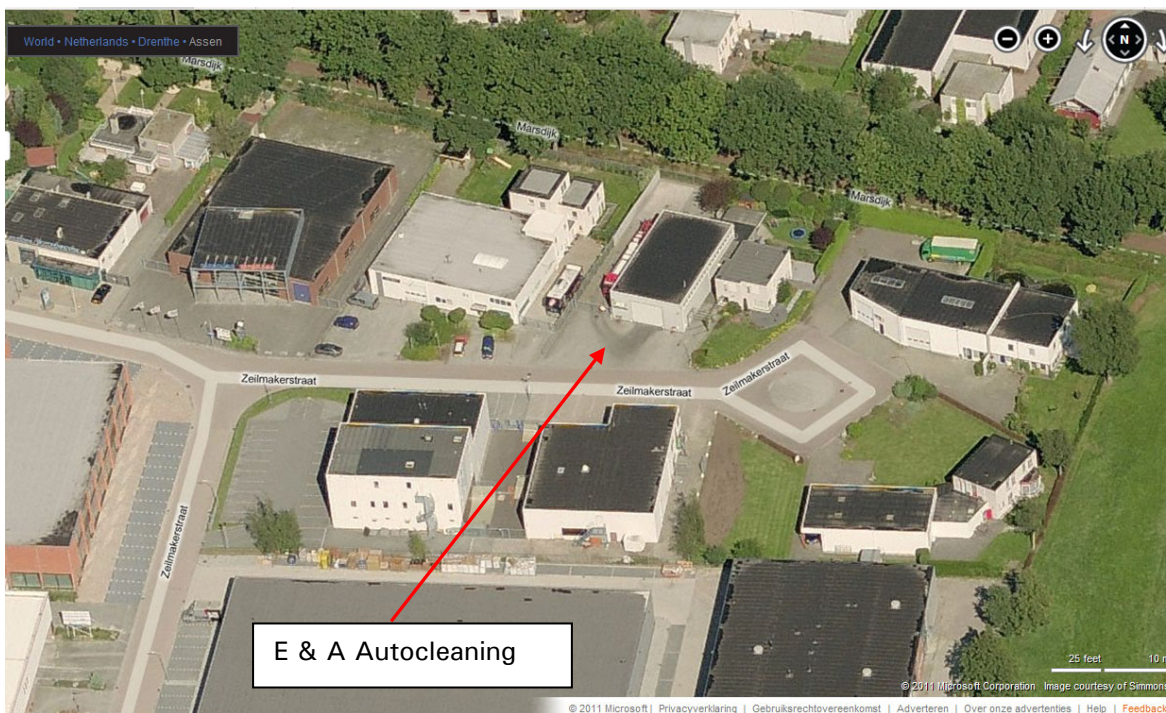 World • Netherlands • Drenthe • Assen
N
Marsdijk
Marsdijk
Marsdijk
Zeilmakerstraat
Zeilmakerstraat
Zeilmakerstraat
Zeilmakerstraat
E & A Autocleaning
25 feet 10 m
© 2011 Microsoft Corporation Image courtesy of Simmons
© 2011 Microsoft | Privacyverklaring | Gebruiksrechtovereenkomst | Adverteren | Over onze advertenties | Help | Feedback